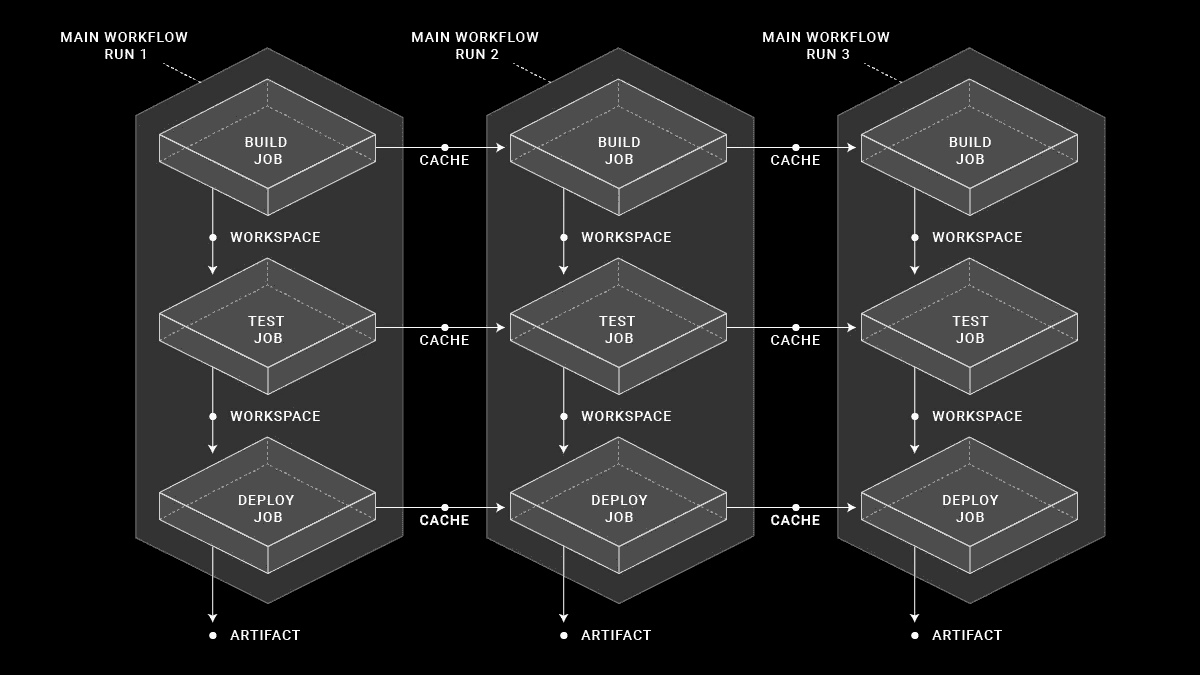 MAIN WORKFLOW
RUN 1
MAIN WORKFLOW
RUN 2
MAIN WORKFLOW
RUN 3
BUILD
JOB
CACHE
BUILD
JOB
CACHE
BUILD
JOB
WORKSPACE
WORKSPACE
WORKSPACE
TEST
JOB
CACHE
TEST
JOB
CACHE
TEST
JOB
WORKSPACE
WORKSPACE
WORKSPACE
DEPLOY
JOB
CACHE
DEPLOY
JOB
CACHE
DEPLOY
JOB
ARTIFACT
ARTIFACT
ARTIFACT